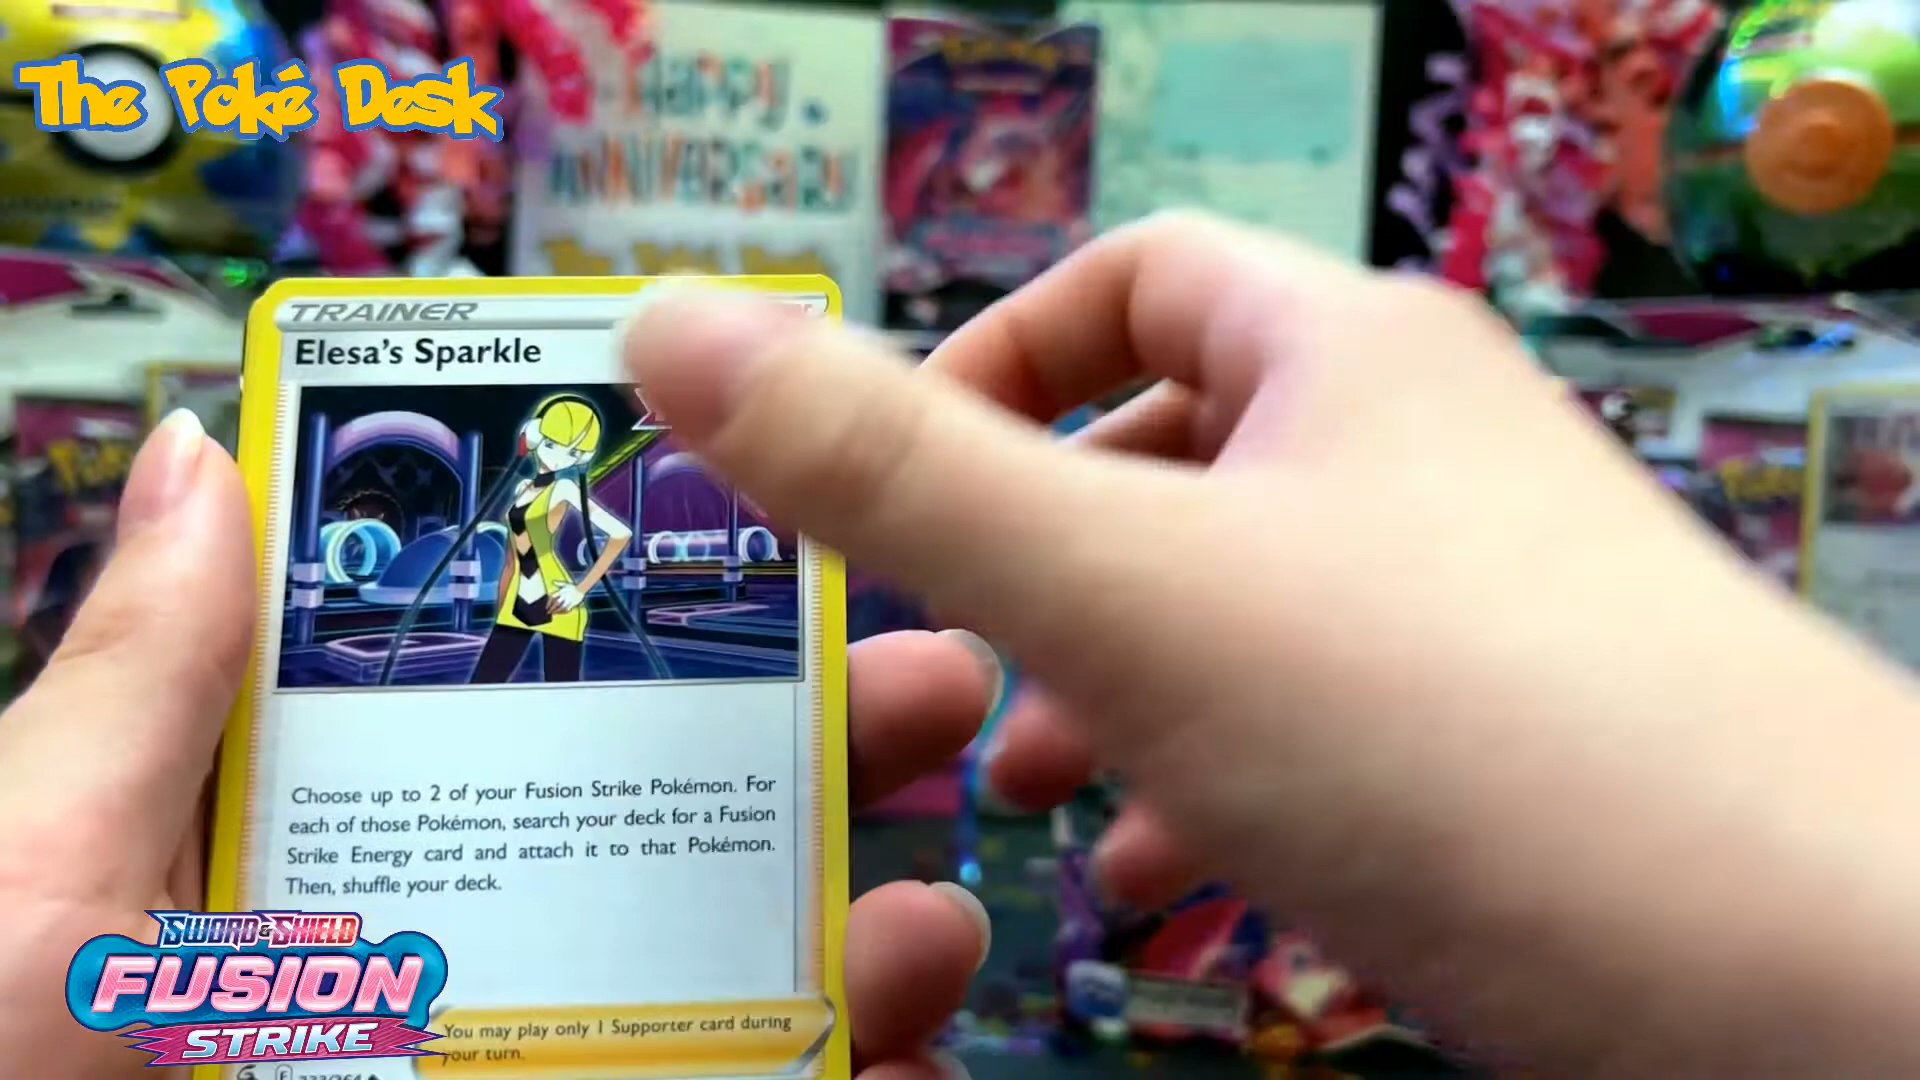 The Poké Desk
Happy
ANNIVERSARY
TRAINER
Elesa's Sparkle
Choose up to 2 of your Fusion Strike Pokémon. For
each of those Pokémon, search your deck for a Fusion
Strike Energy card and attach it to that Pokémon.
Then, shuffle your deck.
SWORD & SHIELD
FUSION
STRIKE
You may play only 1 Supporter card during
your turn.